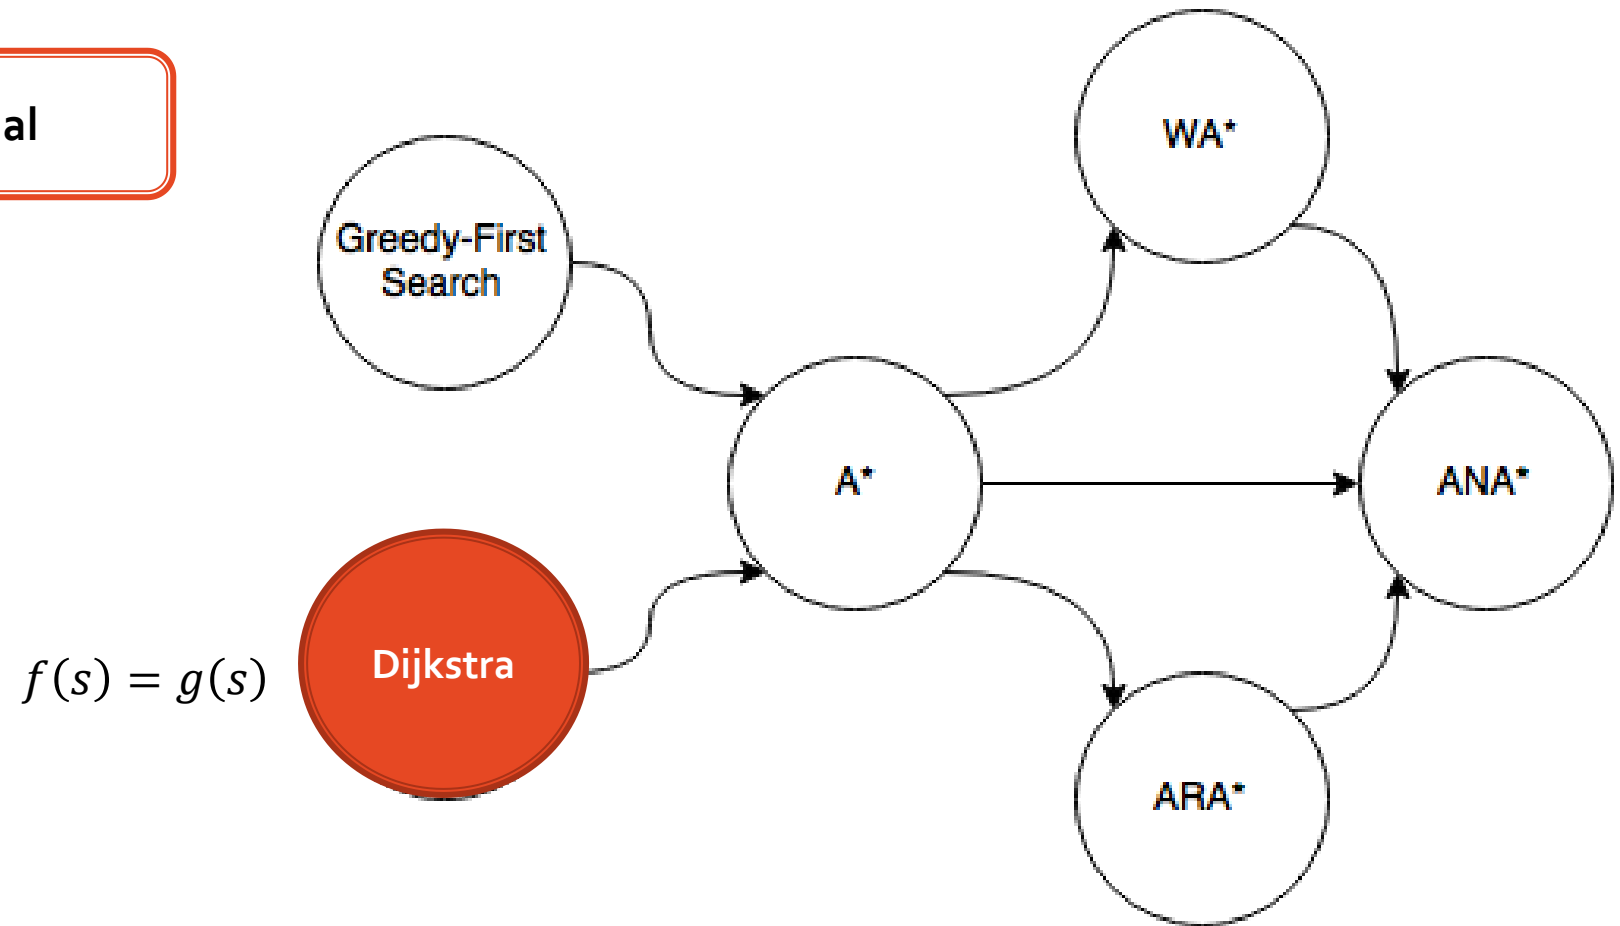 al
Greedy-First
Search
WA*
A*
ANA*
f(s) = g(s)
Dijkstra
ARA*